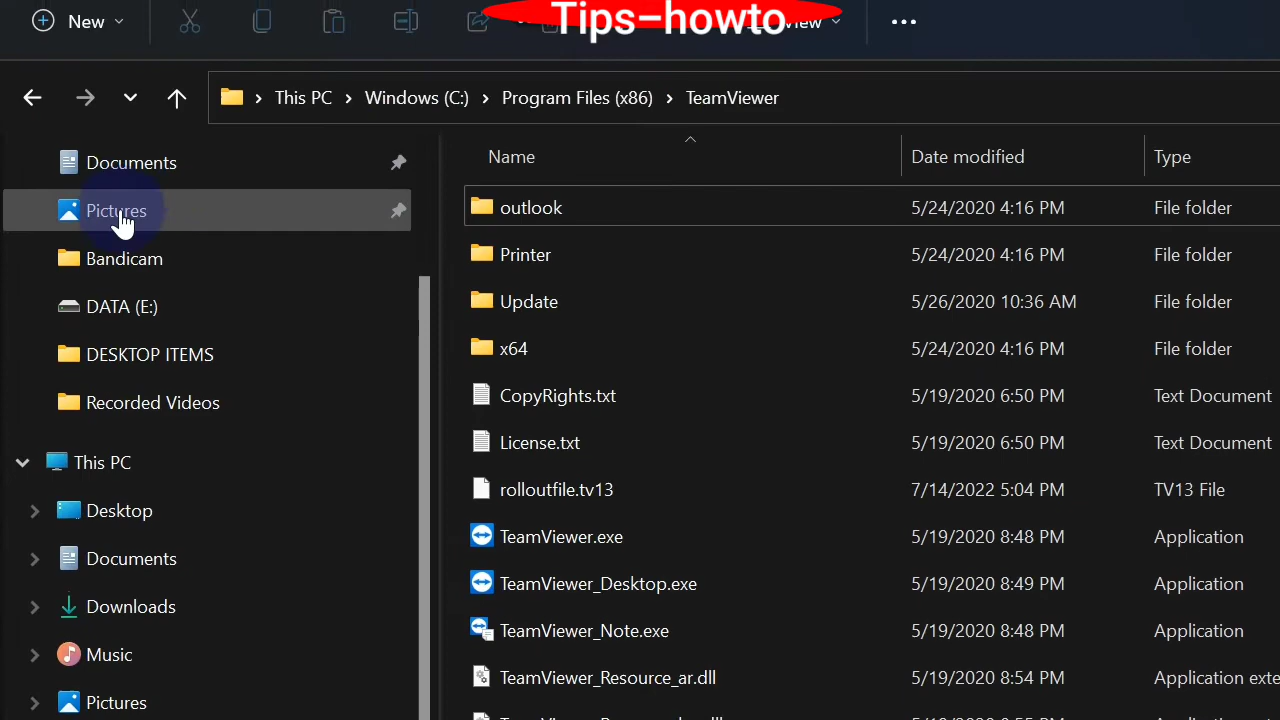 New
Tips-howto
View
This PC
Windows (C:)
Program Files (x86)
TeamViewer
Documents
Pictures
Bandicam
DATA (E:)
DESKTOP ITEMS
Recorded Videos
This PC
Desktop
Documents
Downloads
Music
Pictures
Name Date modified Type
outlook 5/24/2020 4:16 PM File folder
Printer 5/24/2020 4:16 PM File folder
Update 5/26/2020 10:36 AM File folder
x64 5/24/2020 4:16 PM File folder
CopyRights.txt 5/19/2020 6:50 PM Text Document
License.txt 5/19/2020 6:50 PM Text Document
rolloutfile.tv13 7/14/2022 5:04 PM TV13 File
TeamViewer.exe 5/19/2020 8:48 PM Application
TeamViewer_Desktop.exe 5/19/2020 8:49 PM Application
TeamViewer_Note.exe 5/19/2020 8:48 PM Application
TeamViewer_Resource_ar.dll 5/19/2020 8:54 PM Application exte